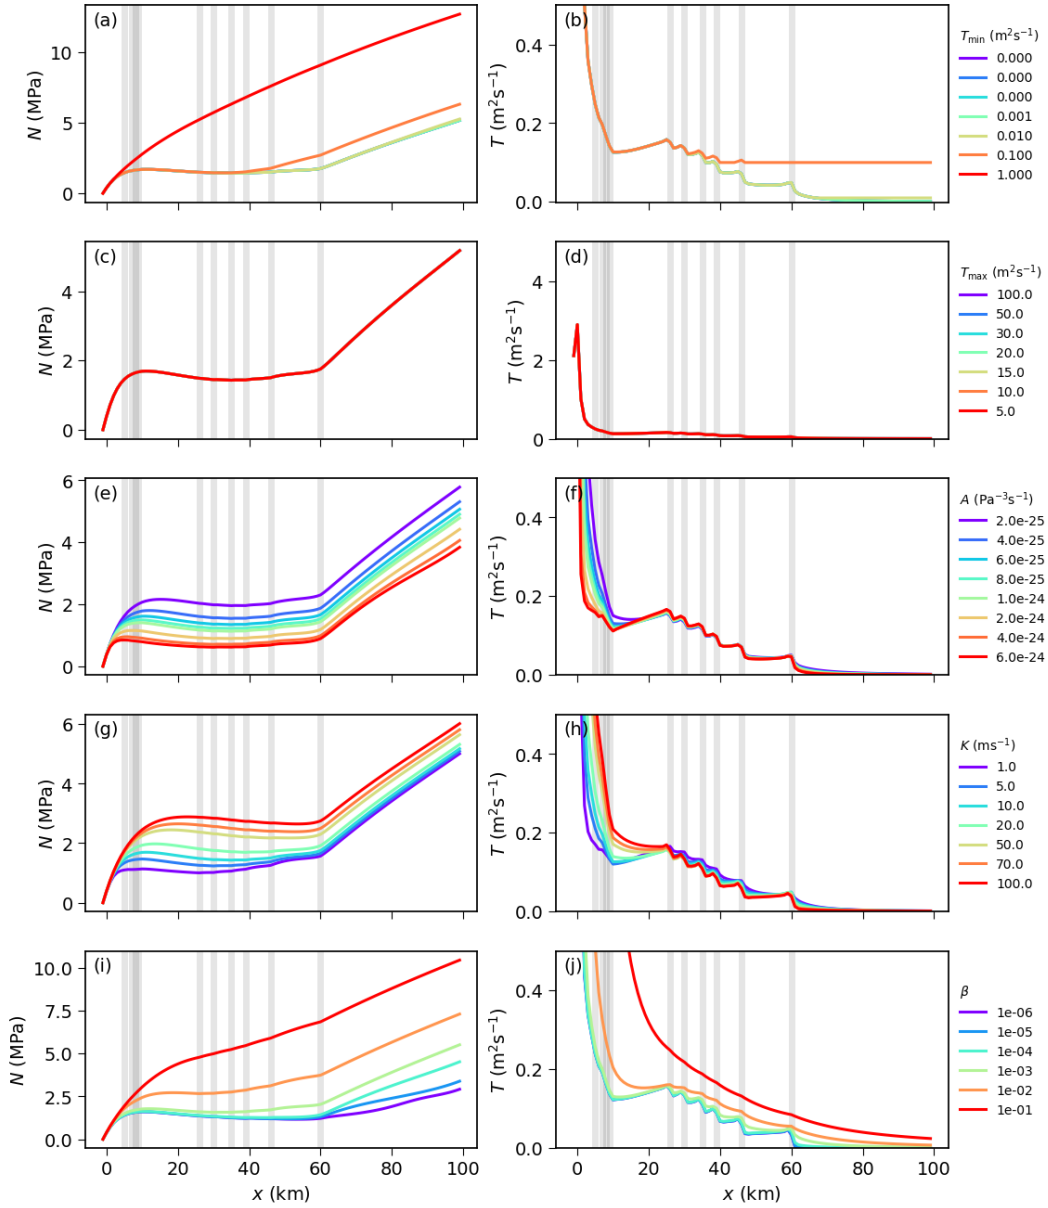 (a)
N (MPa)
10
5
0
(b)
T (m²s⁻¹)
0.4
0.2
0.0
T_min (m²s⁻¹)
0.000
0.000
0.000
0.001
0.010
0.100
1.000
(c)
N (MPa)
4
2
0
(d)
T (m²s⁻¹)
4
2
0
T_max (m²s⁻¹)
100.0
50.0
30.0
20.0
15.0
10.0
5.0
(e)
N (MPa)
6
4
2
0
(f)
T (m²s⁻¹)
0.4
0.2
0.0
A (Pa⁻³s⁻¹)
2.0e-25
4.0e-25
6.0e-25
8.0e-25
1.0e-24
2.0e-24
4.0e-24
6.0e-24
(g)
N (MPa)
6
4
2
0
(h)
T (m²s⁻¹)
0.4
0.2
0.0
K (ms⁻¹)
1.0
5.0
10.0
20.0
50.0
70.0
100.0
(i)
N (MPa)
10.0
7.5
5.0
2.5
0.0
0 20 40 60 80 100
x (km)
(j)
T (m²s⁻¹)
0.4
0.2
0.0
0 20 40 60 80 100
x (km)
β
1e-06
1e-05
1e-04
1e-03
1e-02
1e-01